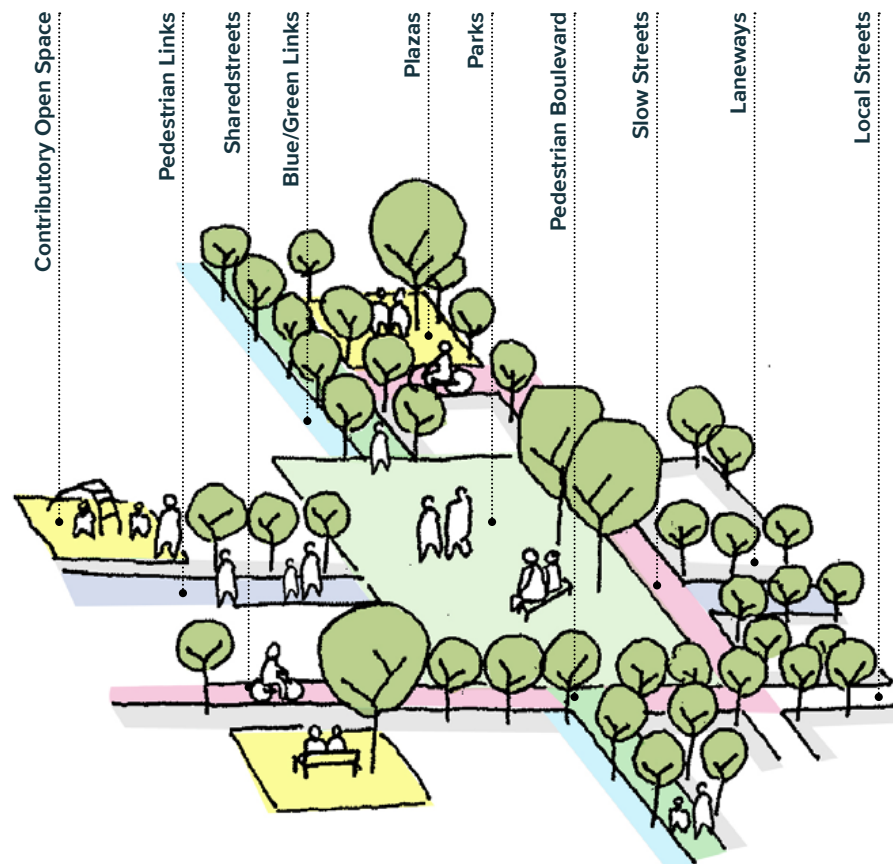 Contributory Open Space
Pedestrian Links
Sharedstreets
Blue/Green Links
Plazas
Parks
Pedestrian Boulevard
Slow Streets
Laneways
Local Streets